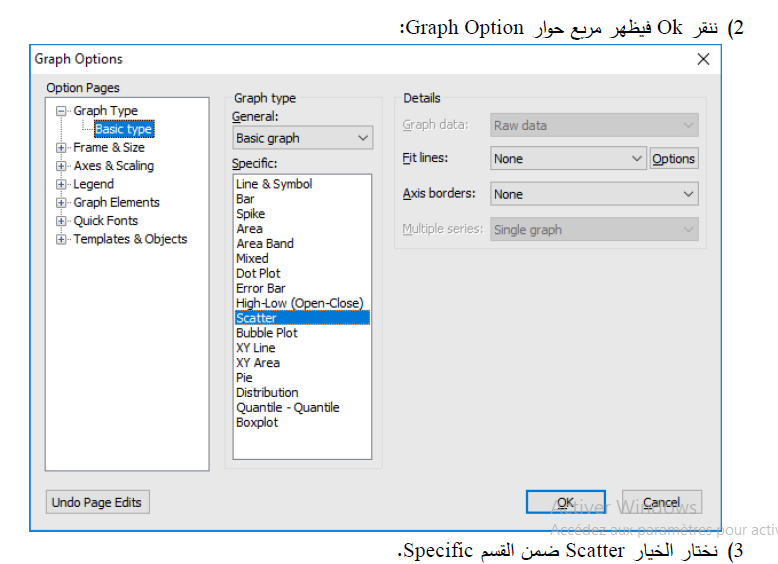 2) ننقر Ok فيظهر مربع حوار Graph Option:
Graph Options
Option Pages
Graph Type
Basic type
Frame & Size
Axes & Scaling
Legend
Graph Elements
Quick Fonts
Templates & Objects
Graph type
General:
Basic graph
Specific:
Line & Symbol
Bar
Spike
Area
Area Band
Mixed
Dot Plot
Error Bar
High-Low (Open-Close)
Scatter
Bubble Plot
XY Line
XY Area
Pie
Distribution
Quantile - Quantile
Boxplot
Details
Graph data: Raw data
Fit lines: None Options
Axis borders: None
Multiple series: Single graph
Undo Page Edits OK Cancel
Activer Windows
Accédez aux paramètres pour activ
3) نختار الخيار Scatter ضمن القسم Specific.